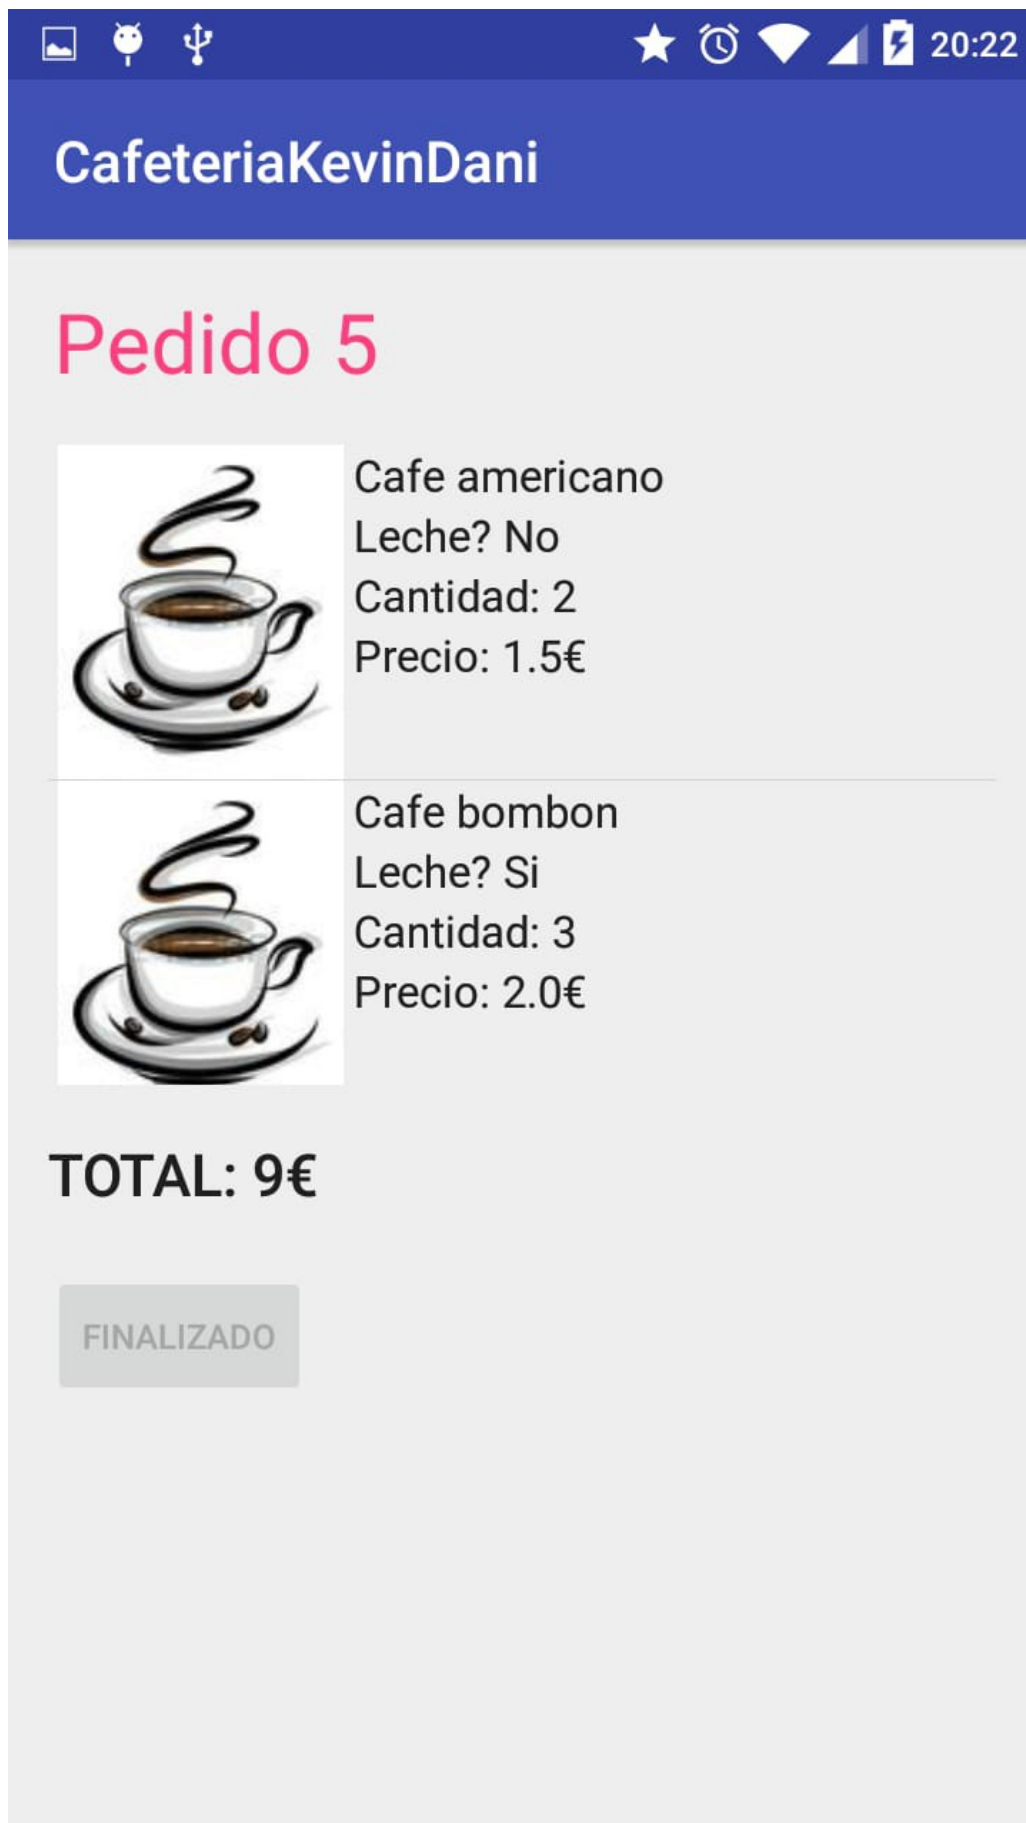 20:22
CafeteriaKevinDani
Pedido 5
Cafe americano
Leche? No
Cantidad: 2
Precio: 1.5€
Cafe bombon
Leche? Si
Cantidad: 3
Precio: 2.0€
TOTAL: 9€
FINALIZADO